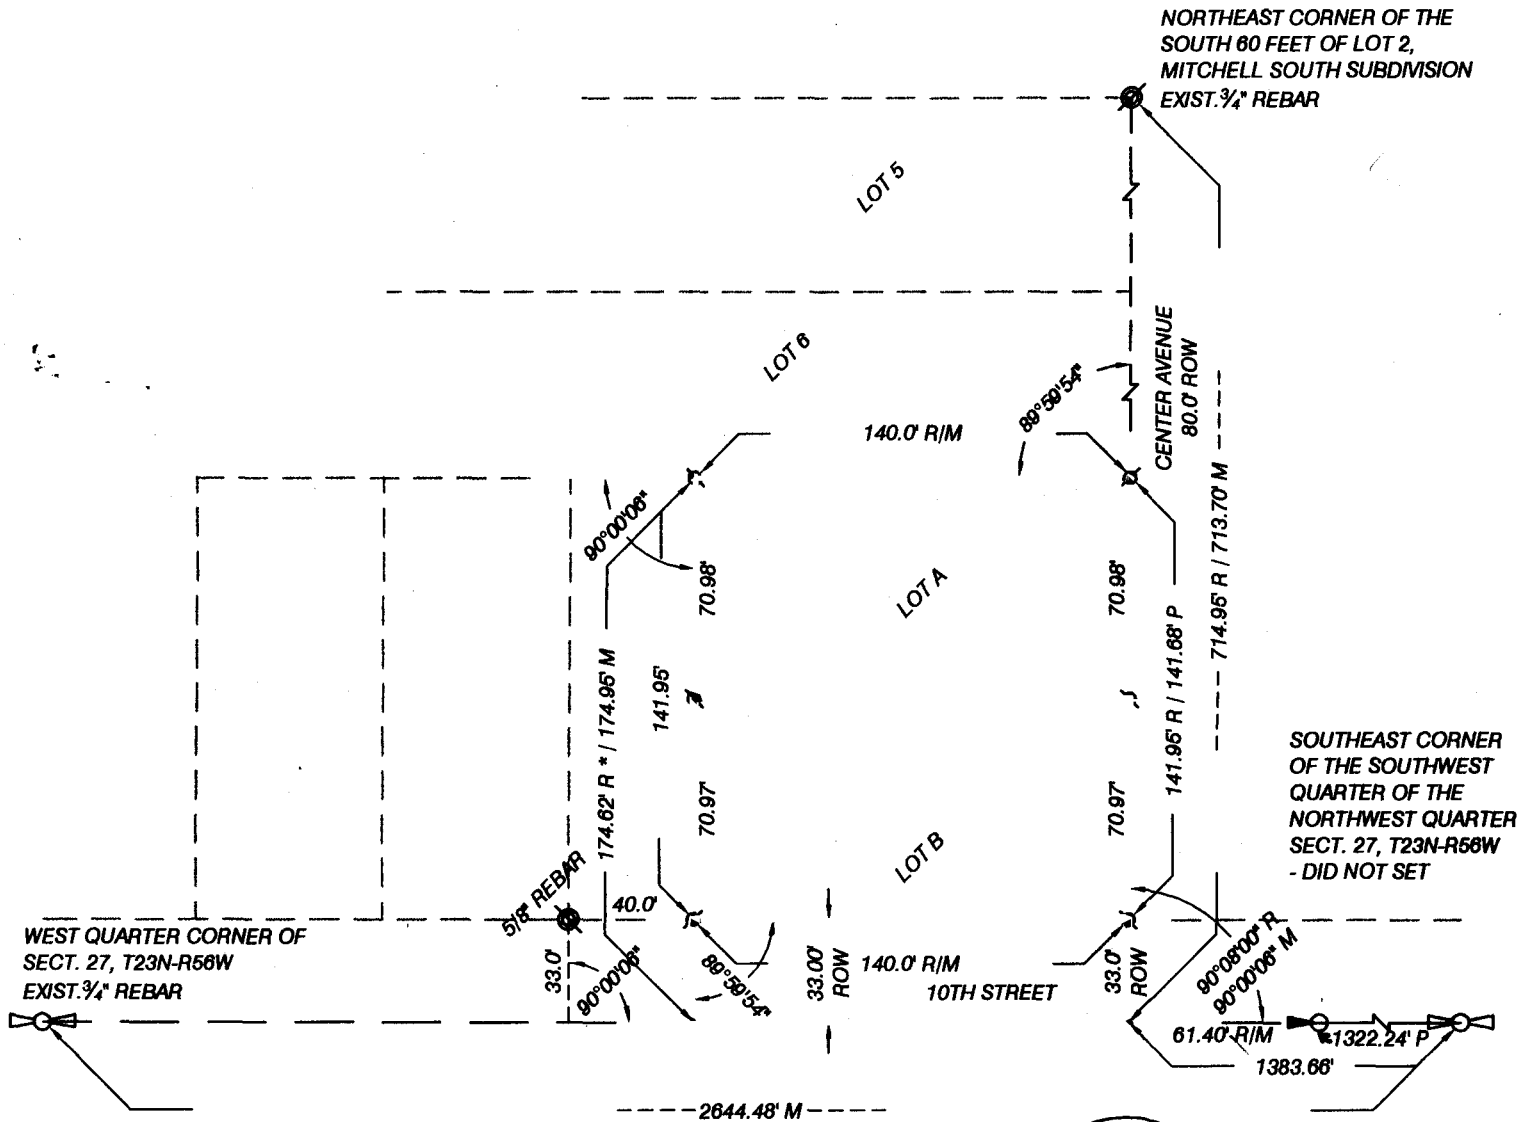 NORTHEAST CORNER OF THE
SOUTH 60 FEET OF LOT 2,
MITCHELL SOUTH SUBDIVISION
EXIST. 3/4" REBAR
LOT 5
LOT 6
CENTER AVENUE
80.0' ROW
89°59'54"
140.0' R/M
90°00'06"
70.98'
LOT A
70.98'
714.95' R / 713.70' M
174.62' R * / 174.95' M
141.95'
141.95' R / 141.68' P
70.97'
LOT B
70.97'
SOUTHEAST CORNER
OF THE SOUTHWEST
QUARTER OF THE
NORTHWEST QUARTER
SECT. 27, T23N-R56W
- DID NOT SET
5/8" REBAR
40.0'
WEST QUARTER CORNER OF
SECT. 27, T23N-R56W
EXIST. 3/4" REBAR
33.0'
90°00'06"
89°59'54"
33.00'
ROW
140.0' R/M
10TH STREET
33.0'
ROW
90°08'00" R
90°00'06" M
61.40' R/M
1322.24' P
1383.66'
2644.48' M